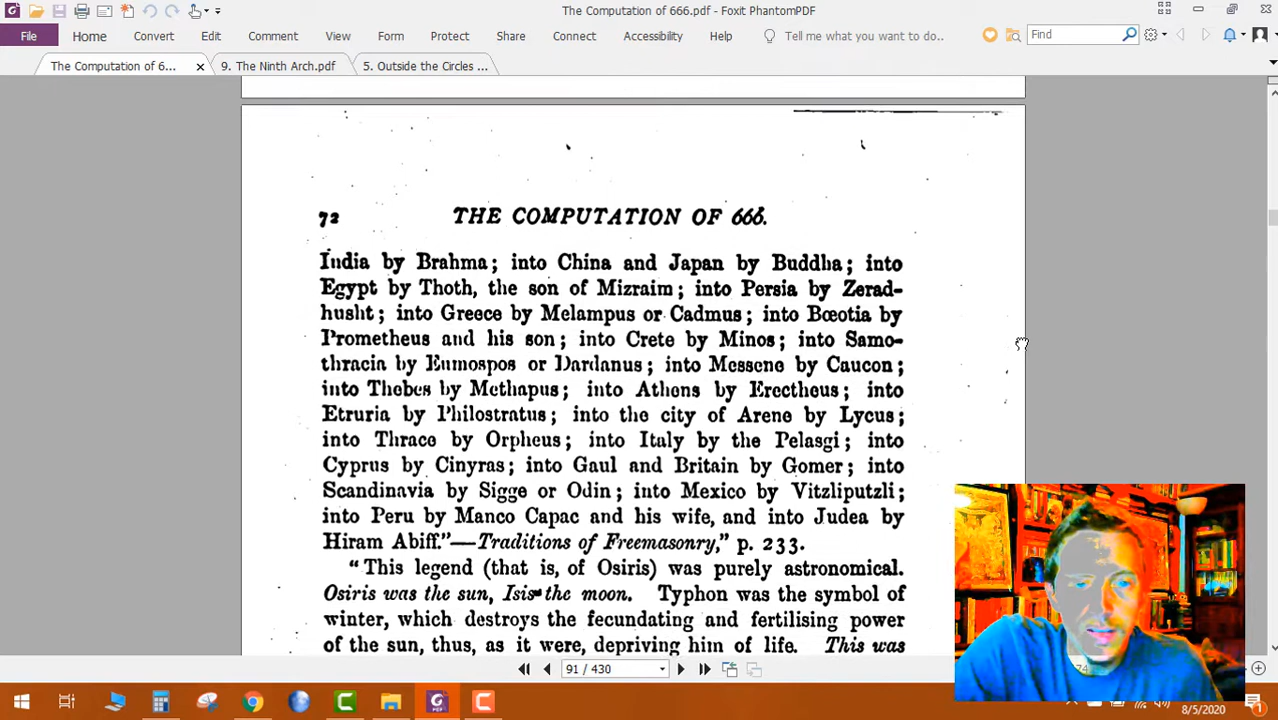 The Computation of 666.pdf - Foxit PhantomPDF
File Home Convert Edit Comment View Form Protect Share Connect Accessibility Help Tell me what you want to do.. Find
The Computation of 6... 9. The Ninth Arch.pdf 5. Outside the Circles ...
72 THE COMPUTATION OF 666.
India by Brahma; into China and Japan by Buddha; into
Egypt by Thoth, the son of Mizraim; into Persia by Zerad-
husht; into Greece by Melampus or Cadmus; into Bœotia by
Prometheus and his son; into Crete by Minos; into Samo-
thracia by Eumospos or Dardanus; into Messene by Caucon;
into Thebes by Methapus; into Athens by Erectheus; into
Etruria by Philostratus; into the city of Arene by Lycus;
into Thrace by Orpheus; into Italy by the Pelasgi; into
Cyprus by Cinyras; into Gaul and Britain by Gomer; into
Scandinavia by Sigge or Odin; into Mexico by Vitzliputzli;
into Peru by Manco Capac and his wife, and into Judea by
Hiram Abiff."—Traditions of Freemasonry," p. 233.
"This legend (that is, of Osiris) was purely astronomical.
Osiris was the sun, Isis the moon. Typhon was the symbol of
winter, which destroys the fecundating and fertilising power
of the sun, thus, as it were, depriving him of life. This was
91 / 430
8/5/2020